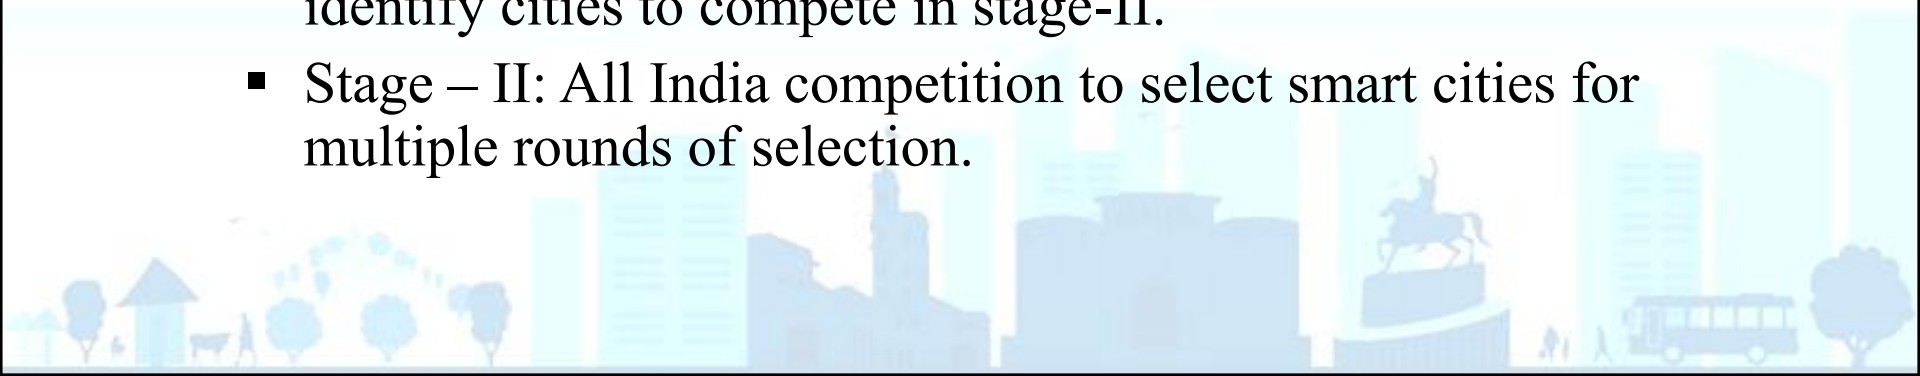 identify cities to compete in stage-II.
▪ Stage – II: All India competition to select smart cities for
multiple rounds of selection.